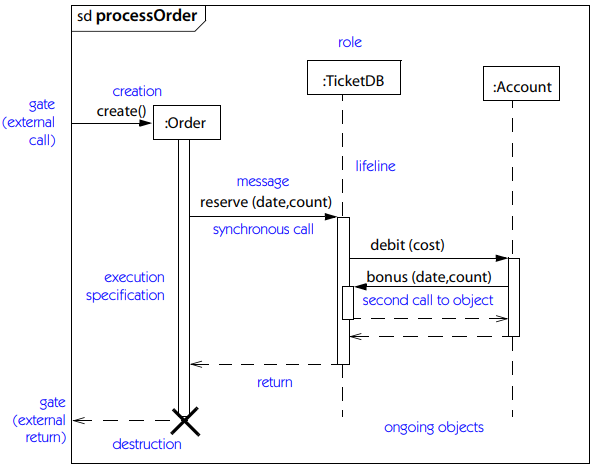 sd processOrder
role
:TicketDB
:Account
creation
gate
(external
call)
create()
:Order
lifeline
message
reserve (date,count)
synchronous call
debit (cost)
bonus (date,count)
execution
specification
second call to object
return
gate
(external
return)
destruction
ongoing objects